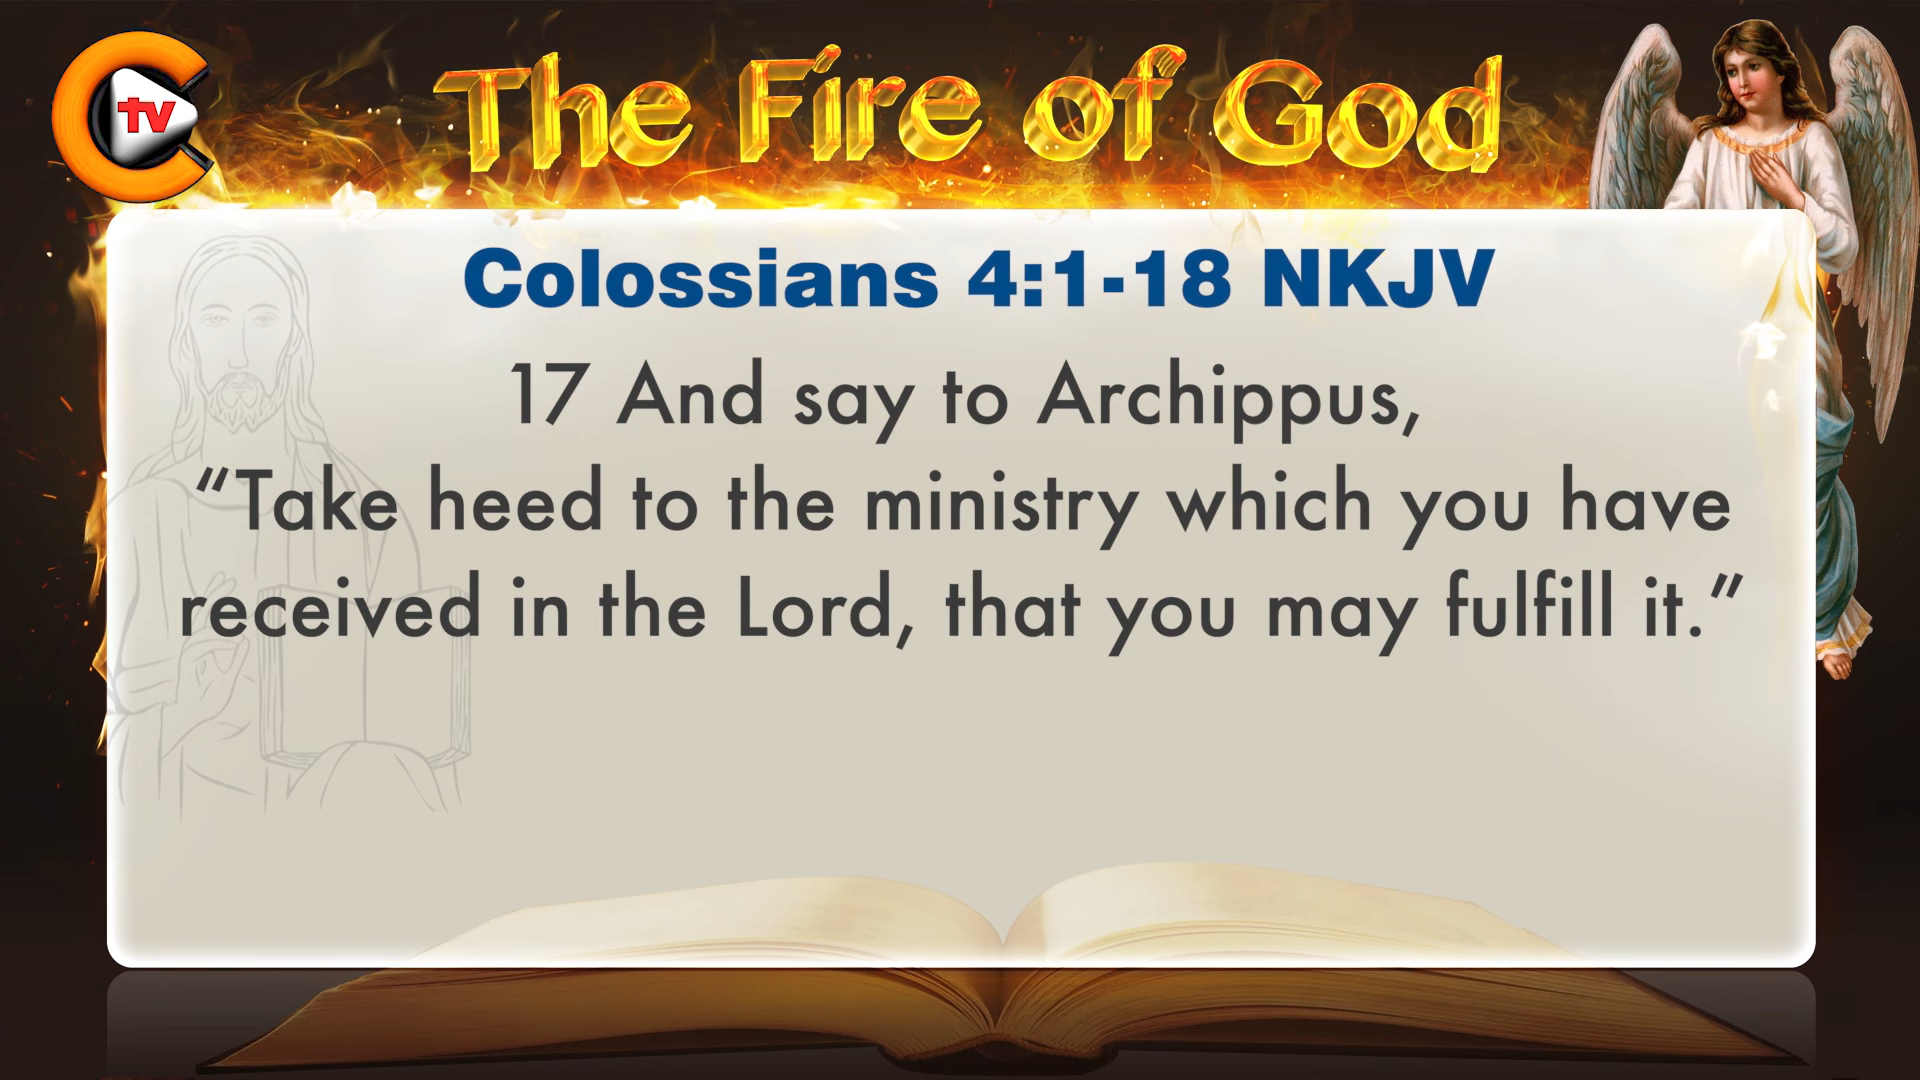 tv
The Fire of God
Colossians 4:1-18 NKJV
17 And say to Archippus,
“Take heed to the ministry which you have
received in the Lord, that you may fulfill it.”